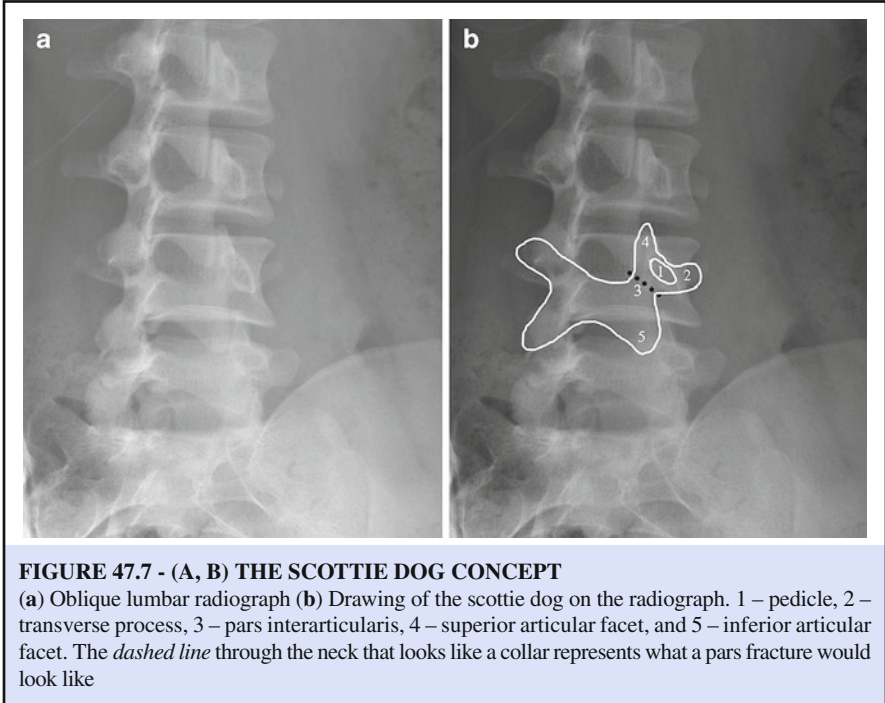 a
b
4
1
2
3
5
FIGURE 47.7 - (A, B) THE SCOTTIE DOG CONCEPT
(a) Oblique lumbar radiograph (b) Drawing of the scottie dog on the radiograph. 1 – pedicle, 2 –
transverse process, 3 – pars interarticularis, 4 – superior articular facet, and 5 – inferior articular
facet. The dashed line through the neck that looks like a collar represents what a pars fracture would
look like